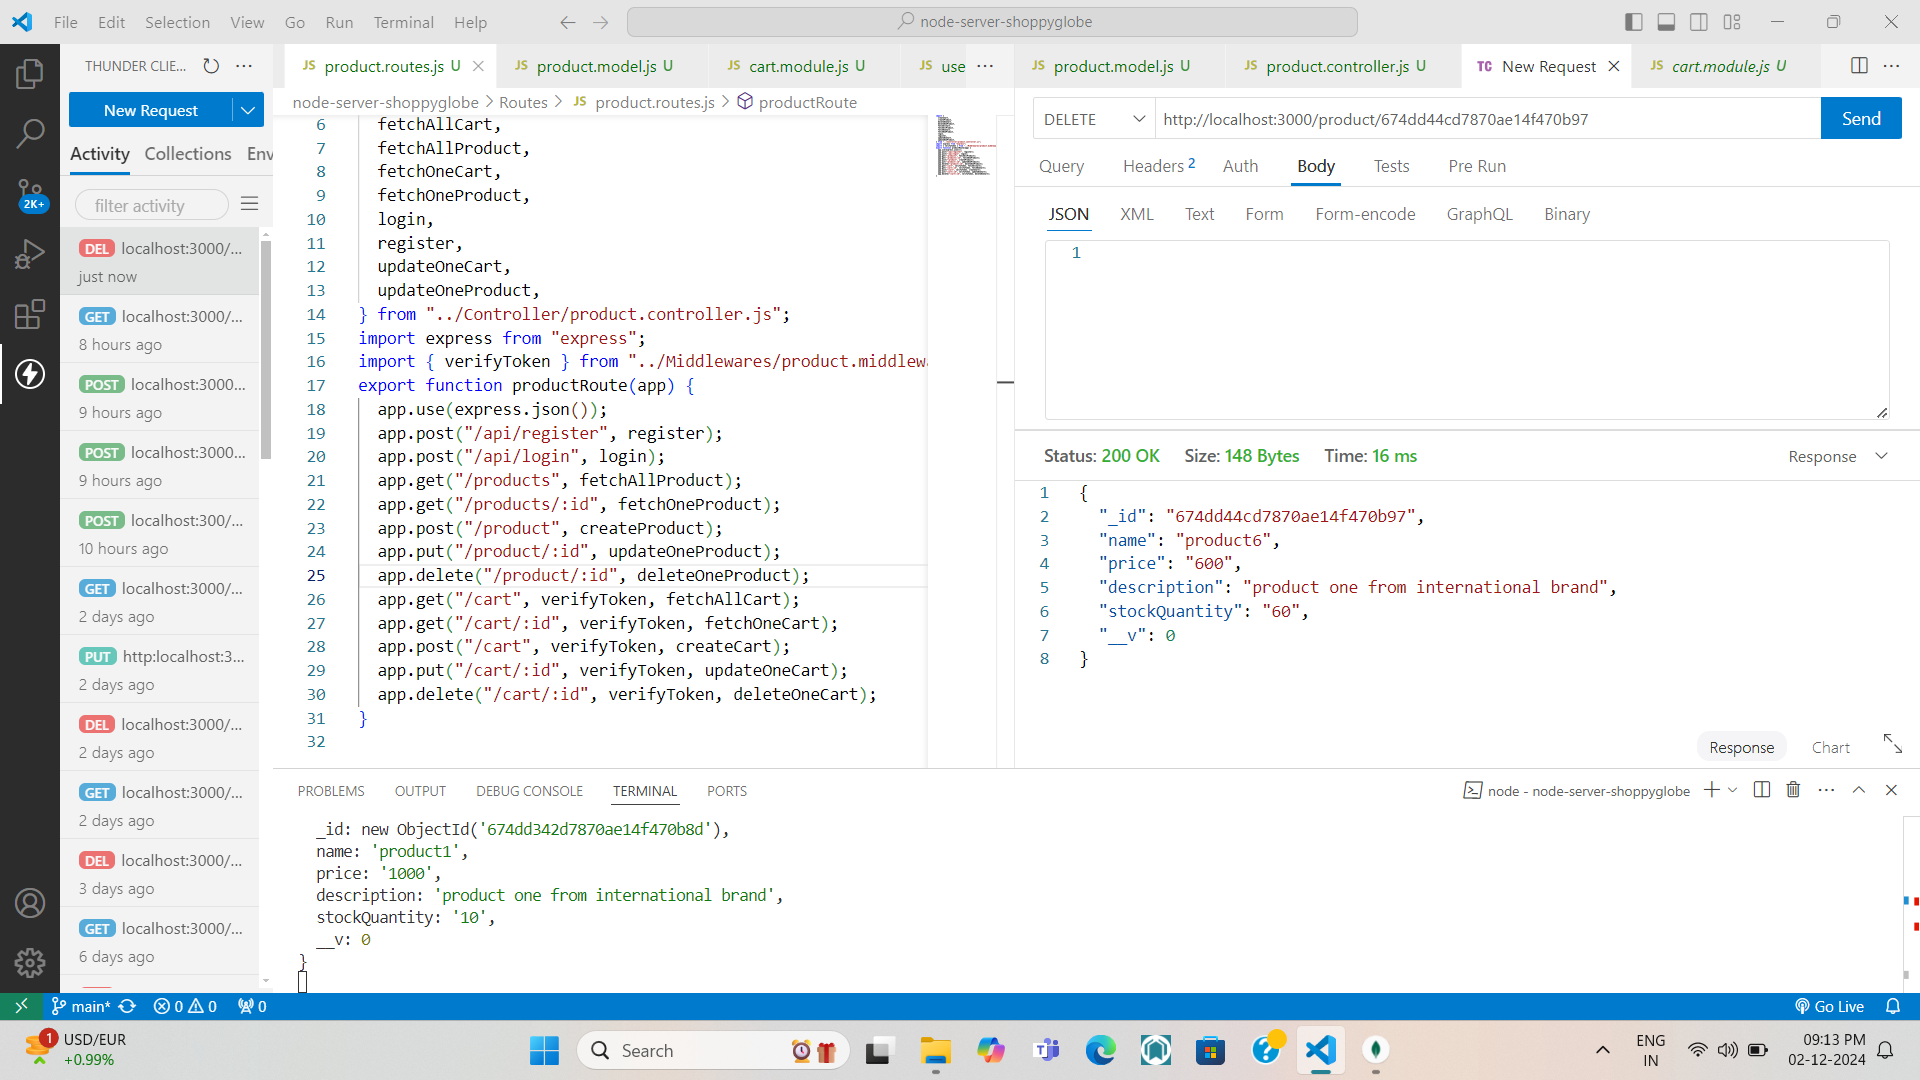 File Edit Selection View Go Run Terminal Help
node-server-shoppyglobe
THUNDER CLIE...
New Request
Activity Collections Env
filter activity
2K+
DEL localhost:3000/...
just now
GET localhost:3000/...
8 hours ago
POST localhost:3000...
9 hours ago
POST localhost:3000...
9 hours ago
POST localhost:300/...
10 hours ago
GET localhost:3000/...
2 days ago
PUT http:localhost:3...
2 days ago
DEL localhost:3000/...
2 days ago
GET localhost:3000/...
2 days ago
DEL localhost:3000/...
3 days ago
GET localhost:3000/...
6 days ago
JS product.routes.js U
JS product.model.js U
JS cart.module.js U
JS use ...
node-server-shoppyglobe > Routes > JS product.routes.js > productRoute
6 fetchAllCart,
7 fetchAllProduct,
8 fetchOneCart,
9 fetchOneProduct,
10 login,
11 register,
12 updateOneCart,
13 updateOneProduct,
14 } from "../Controller/product.controller.js";
15 import express from "express";
16 import { verifyToken } from "../Middlewares/product.middlewa
17 export function productRoute(app) {
18 app.use(express.json());
19 app.post("/api/register", register);
20 app.post("/api/login", login);
21 app.get("/products", fetchAllProduct);
22 app.get("/products/:id", fetchOneProduct);
23 app.post("/product", createProduct);
24 app.put("/product/:id", updateOneProduct);
25 app.delete("/product/:id", deleteOneProduct);
26 app.get("/cart", verifyToken, fetchAllCart);
27 app.get("/cart/:id", verifyToken, fetchOneCart);
28 app.post("/cart", verifyToken, createCart);
29 app.put("/cart/:id", verifyToken, updateOneCart);
30 app.delete("/cart/:id", verifyToken, deleteOneCart);
31 }
32
JS product.model.js U
JS product.controller.js U
TC New Request
JS cart.module.js U
DELETE http://localhost:3000/product/674dd44cd7870ae14f470b97 Send
Query Headers 2 Auth Body Tests Pre Run
JSON XML Text Form Form-encode GraphQL Binary
1
Status: 200 OK Size: 148 Bytes Time: 16 ms Response
1 {
2 "_id": "674dd44cd7870ae14f470b97",
3 "name": "product6",
4 "price": "600",
5 "description": "product one from international brand",
6 "stockQuantity": "60",
7 "__v": 0
8 }
Response Chart
PROBLEMS OUTPUT DEBUG CONSOLE TERMINAL PORTS
node - node-server-shoppyglobe
_id: new ObjectId('674dd342d7870ae14f470b8d'),
name: 'product1',
price: '1000',
description: 'product one from international brand',
stockQuantity: '10',
__v: 0
}
main* 0 0 0
Go Live
1
USD/EUR
+0.99%
Search
ENG
IN
09:13 PM
02-12-2024